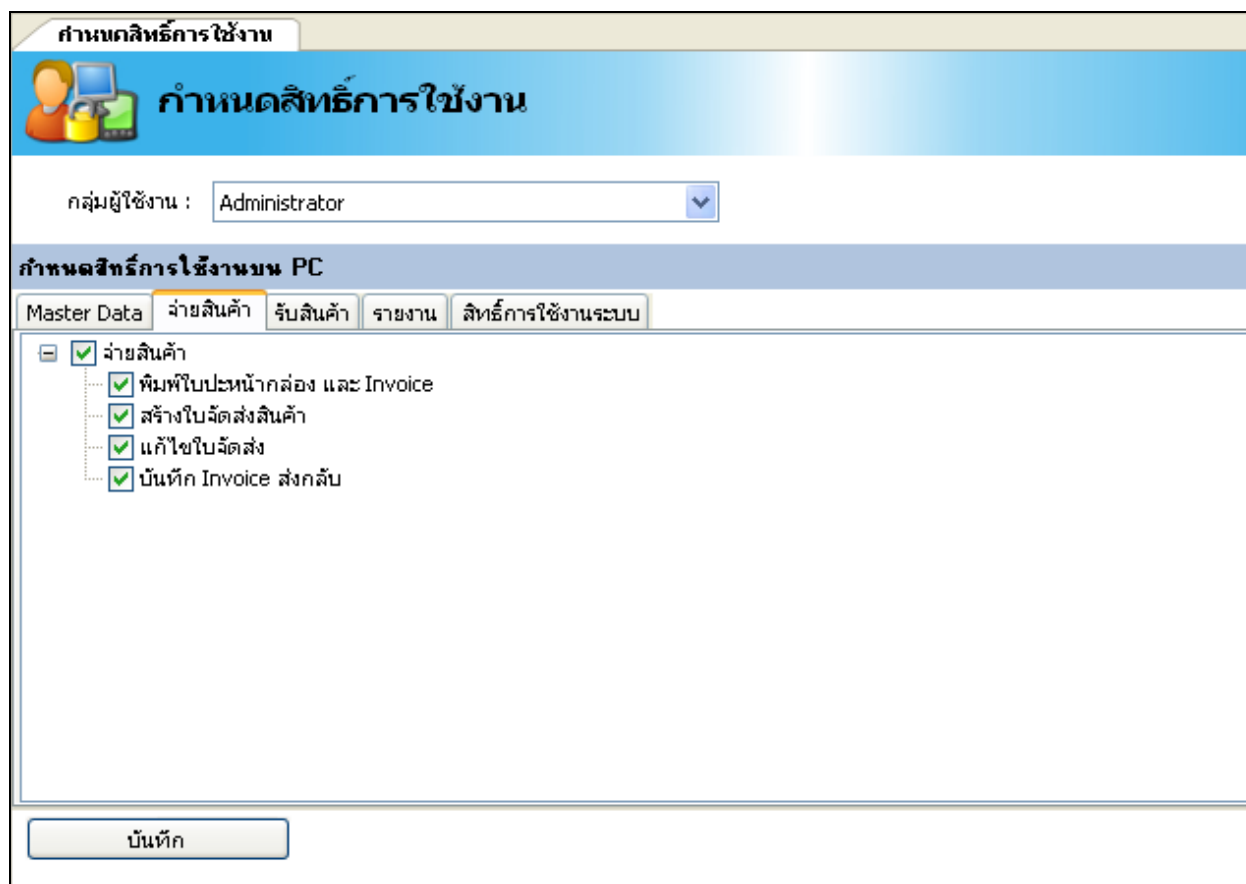 กำหนดสิทธิ์การใช้งาน
กำหนดสิทธิ์การใช้งาน
กลุ่มผู้ใช้งาน : Administrator
กำหนดสิทธิ์การใช้งานบน PC
Master Data จ่ายสินค้า รับสินค้า รายงาน สิทธิ์การใช้งานระบบ
จ่ายสินค้า
พิมพ์ใบปะหน้ากล่อง และ Invoice
สร้างใบจัดส่งสินค้า
แก้ไขใบจัดส่ง
บันทึก Invoice ส่งกลับ
บันทึก